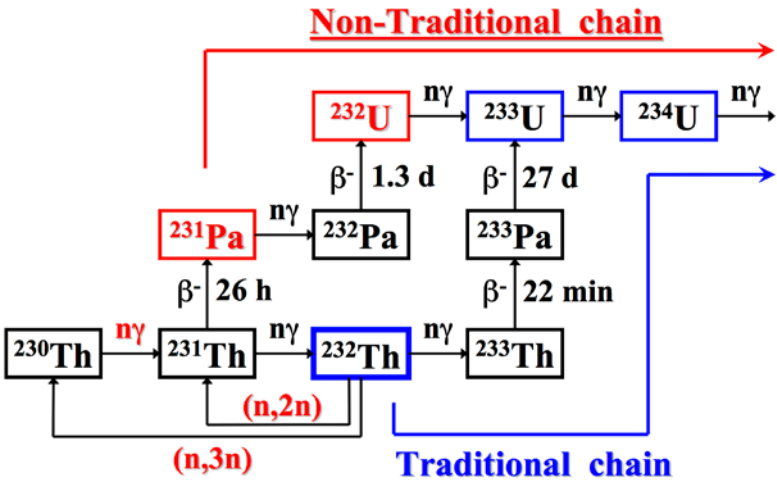 Non-Traditional chain
nγ nγ nγ
²³²U ²³³U ²³⁴U
β- 1.3 d β- 27 d
nγ
²³¹Pa ²³²Pa ²³³Pa
β- 26 h β- 22 min
nγ nγ nγ
²³⁰Th ²³¹Th ²³²Th ²³³Th
(n,2n)
(n,3n)
Traditional chain